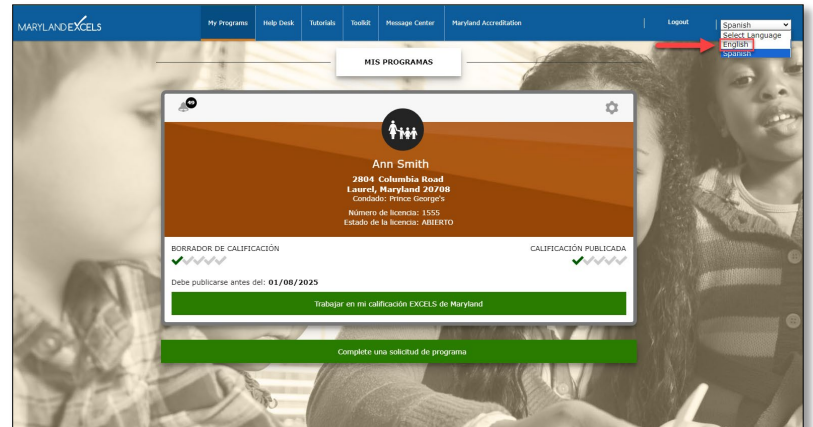 MARYLAND EXCELS
My Programs
Help Desk
Tutorials
Toolkit
Message Center
Maryland Accreditation
Logout
Spanish
Select Language
English
Spanish
MIS PROGRAMAS
49
Ann Smith
2804 Columbia Road
Laurel, Maryland 20708
Condado: Prince George's
Número de licencia: 1555
Estado de la licencia: ABIERTO
BORRADOR DE CALIFICACIÓN
CALIFICACIÓN PUBLICADA
Debe publicarse antes del: 01/08/2025
Trabajar en mi calificación EXCELS de Maryland
Complete una solicitud de programa